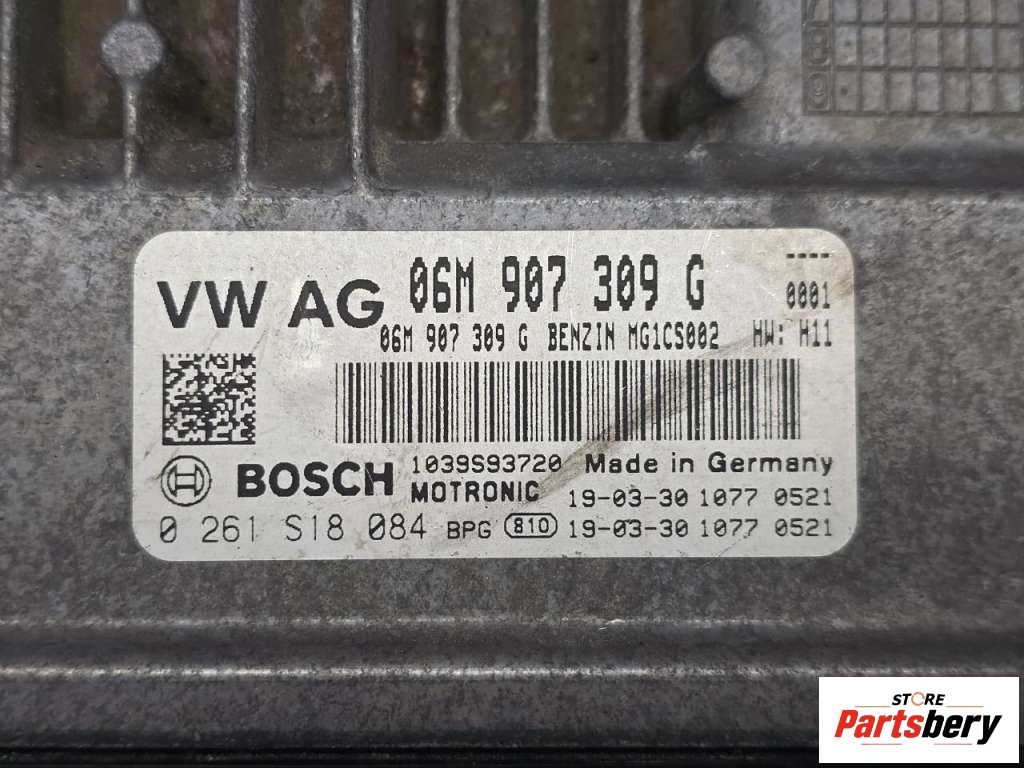 VW AG 06M 907 309 G ----
0001
06M 907 309 G BENZIN MG1CS002 HW: H11
BOSCH 1039S93720 Made in Germany
MOTRONIC 19-03-30 1077 0521
0 261 S18 084 BPG 810 19-03-30 1077 0521
STORE
Partsbery